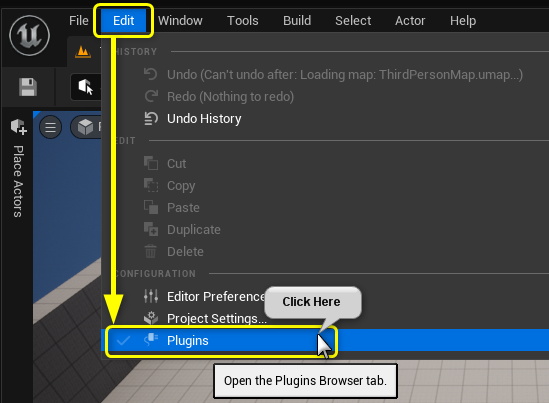 File Edit Window Tools Build Select Actor Help
HISTORY
Undo (Can't undo after: Loading map: ThirdPersonMap.umap...)
Redo (Nothing to redo)
Undo History
EDIT
Cut
Copy
Paste
Duplicate
Delete
Place Actors
CONFIGURATION
Editor Preference
Click Here
Project Settings...
Plugins
Open the Plugins Browser tab.